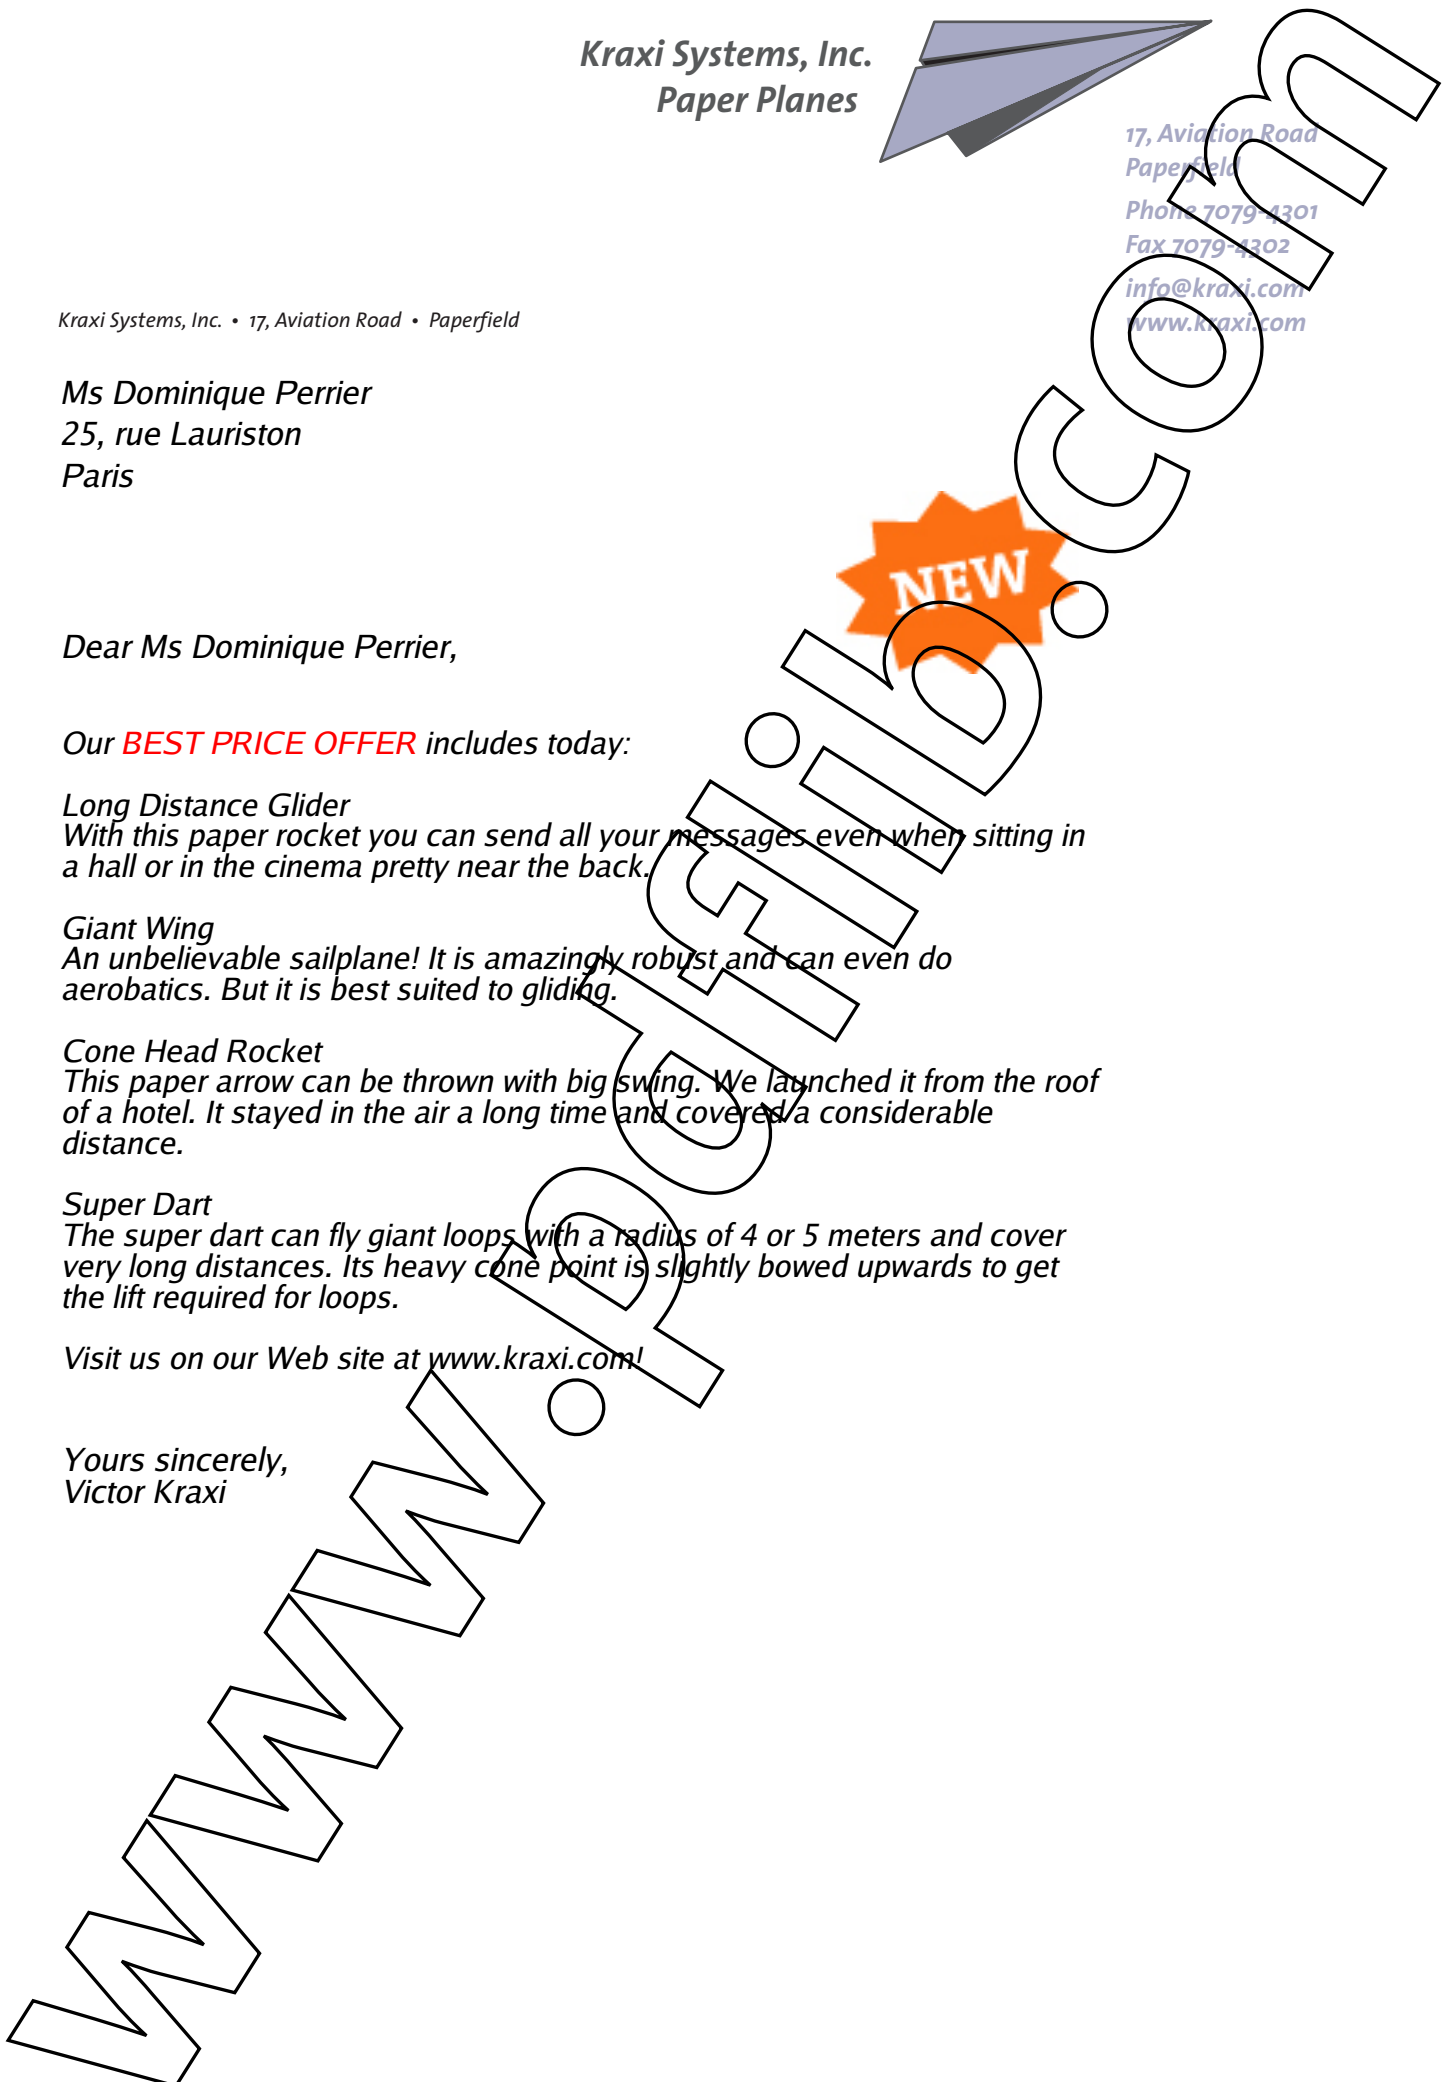 Kraxi Systems, Inc.
Paper Planes
17, Aviation Road
Paperfield
Phone 7079-4301
Fax 7079-4302
info@kraxi.com
www.kraxi.com
Kraxi Systems, Inc. • 17, Aviation Road • Paperfield
Ms Dominique Perrier
25, rue Lauriston
Paris
NEW
Dear Ms Dominique Perrier,
Our BEST PRICE OFFER includes today:
Long Distance Glider
With this paper rocket you can send all your messages even when sitting in
a hall or in the cinema pretty near the back.
Giant Wing
An unbelievable sailplane! It is amazingly robust and can even do
aerobatics. But it is best suited to gliding.
Cone Head Rocket
This paper arrow can be thrown with big swing. We launched it from the roof
of a hotel. It stayed in the air a long time and covered a considerable
distance.
Super Dart
The super dart can fly giant loops with a radius of 4 or 5 meters and cover
very long distances. Its heavy cone point is slightly bowed upwards to get
the lift required for loops.
Visit us on our Web site at www.kraxi.com!
Yours sincerely,
Victor Kraxi
www.pdflib.com